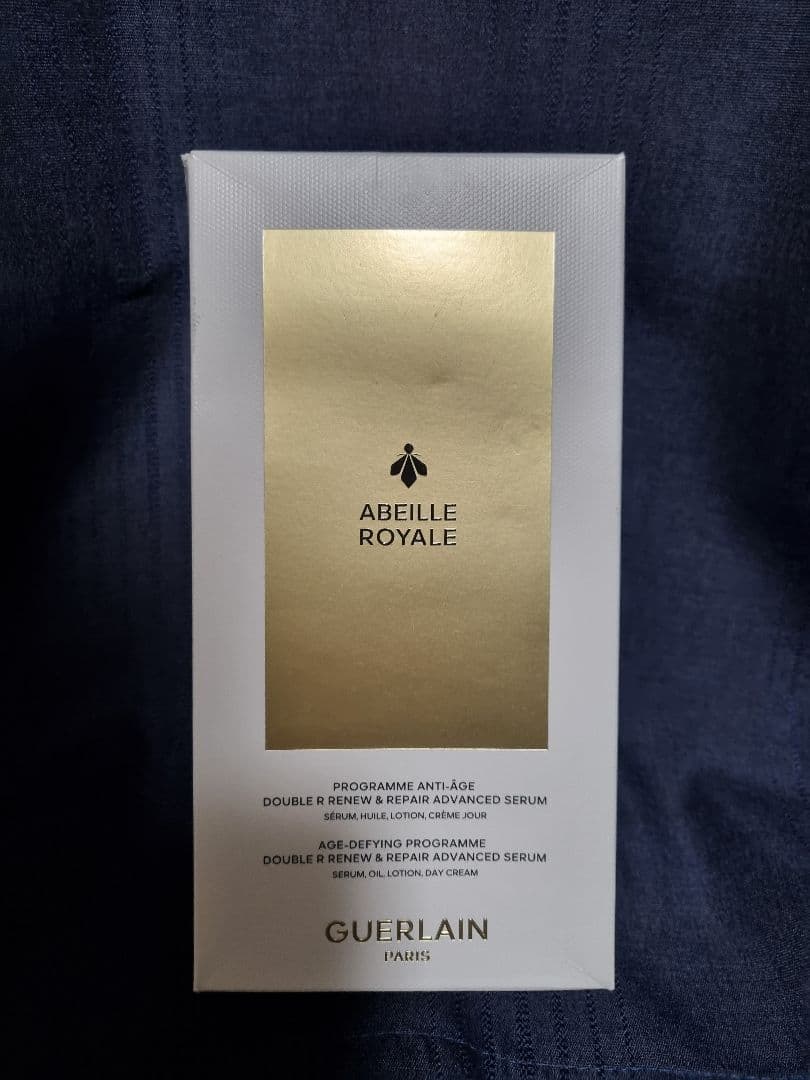 ABEILLE
ROYALE
PROGRAMME ANTI-ÂGE
DOUBLE R RENEW & REPAIR ADVANCED SERUM
SÉRUM, HUILE, LOTION, CRÈME JOUR
AGE-DEFYING PROGRAMME
DOUBLE R RENEW & REPAIR ADVANCED SERUM
SERUM, OIL, LOTION, DAY CREAM
GUERLAIN
PARIS